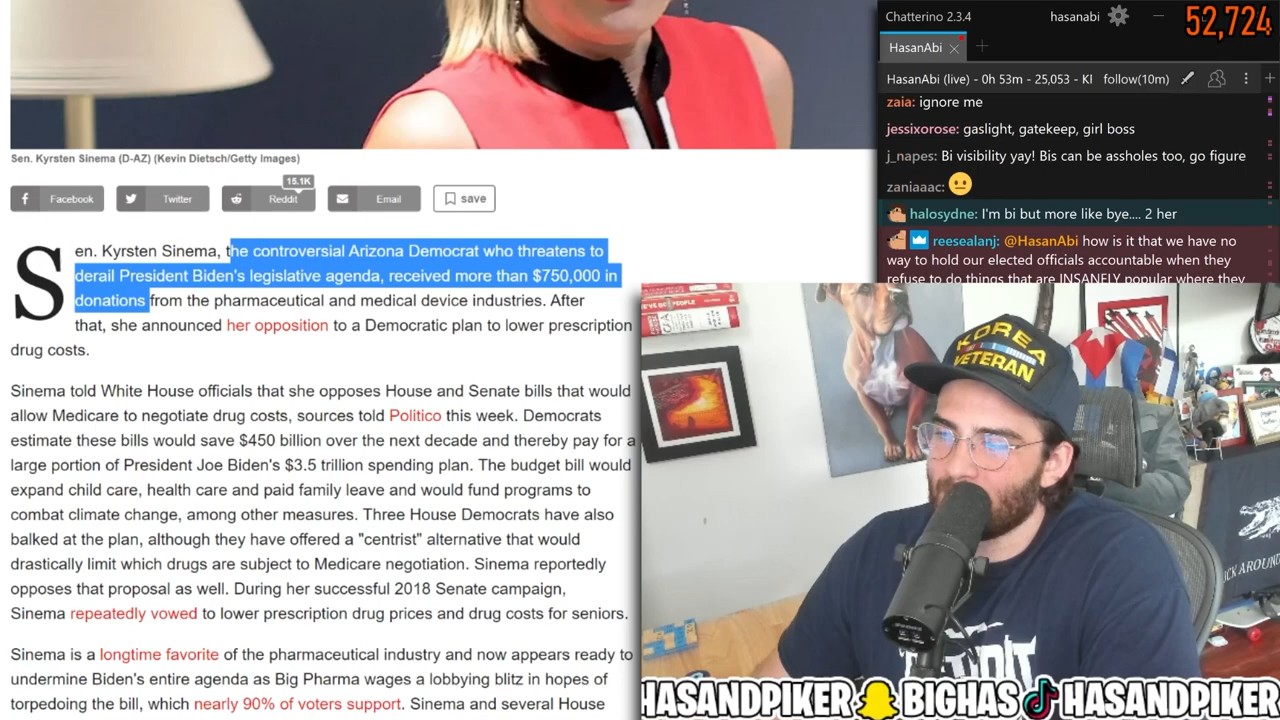 Sen. Kyrsten Sinema (D-AZ) (Kevin Dietsch/Getty Images)
Facebook
Twitter
15.1K
Reddit
Email
save
Sen. Kyrsten Sinema, the controversial Arizona Democrat who threatens to
derail President Biden's legislative agenda, received more than $750,000 in
donations from the pharmaceutical and medical device industries. After
that, she announced her opposition to a Democratic plan to lower prescription
drug costs.
Sinema told White House officials that she opposes House and Senate bills that would
allow Medicare to negotiate drug costs, sources told Politico this week. Democrats
estimate these bills would save $450 billion over the next decade and thereby pay for a
large portion of President Joe Biden's $3.5 trillion spending plan. The budget bill would
expand child care, health care and paid family leave and would fund programs to
combat climate change, among other measures. Three House Democrats have also
balked at the plan, although they have offered a "centrist" alternative that would
drastically limit which drugs are subject to Medicare negotiation. Sinema reportedly
opposes that proposal as well. During her successful 2018 Senate campaign,
Sinema repeatedly vowed to lower prescription drug prices and drug costs for seniors.
Sinema is a longtime favorite of the pharmaceutical industry and now appears ready to
undermine Biden's entire agenda as Big Pharma wages a lobbying blitz in hopes of
torpedoing the bill, which nearly 90% of voters support. Sinema and several House
Chatterino 2.3.4
hasanabi
52,724
HasanAbi
HasanAbi (live) - 0h 53m - 25,053 - KI
follow(10m)
zaia: ignore me
jessixorose: gaslight, gatekeep, girl boss
j_napes: Bi visibility yay! Bis can be assholes too, go figure
zaniaaac:
halosydne: I'm bi but more like bye.... 2 her
reesealanj: @HasanAbi how is it that we have no
way to hold our elected officials accountable when they
refuse to do things that are INSANELY popular where they
KOREA
VETERAN
DETROIT
HASANDPIKER
BIGHAS
HASANDPIKER